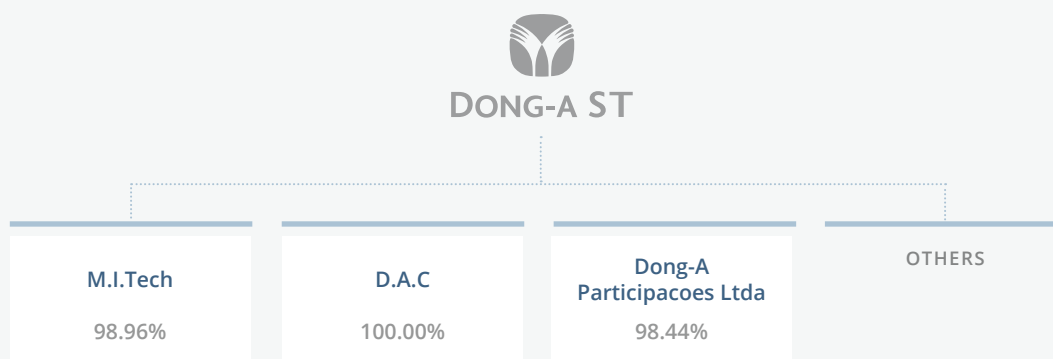 DONG-A ST
M.I.Tech
98.96%
D.A.C
100.00%
Dong-A
Participacoes Ltda
98.44%
OTHERS